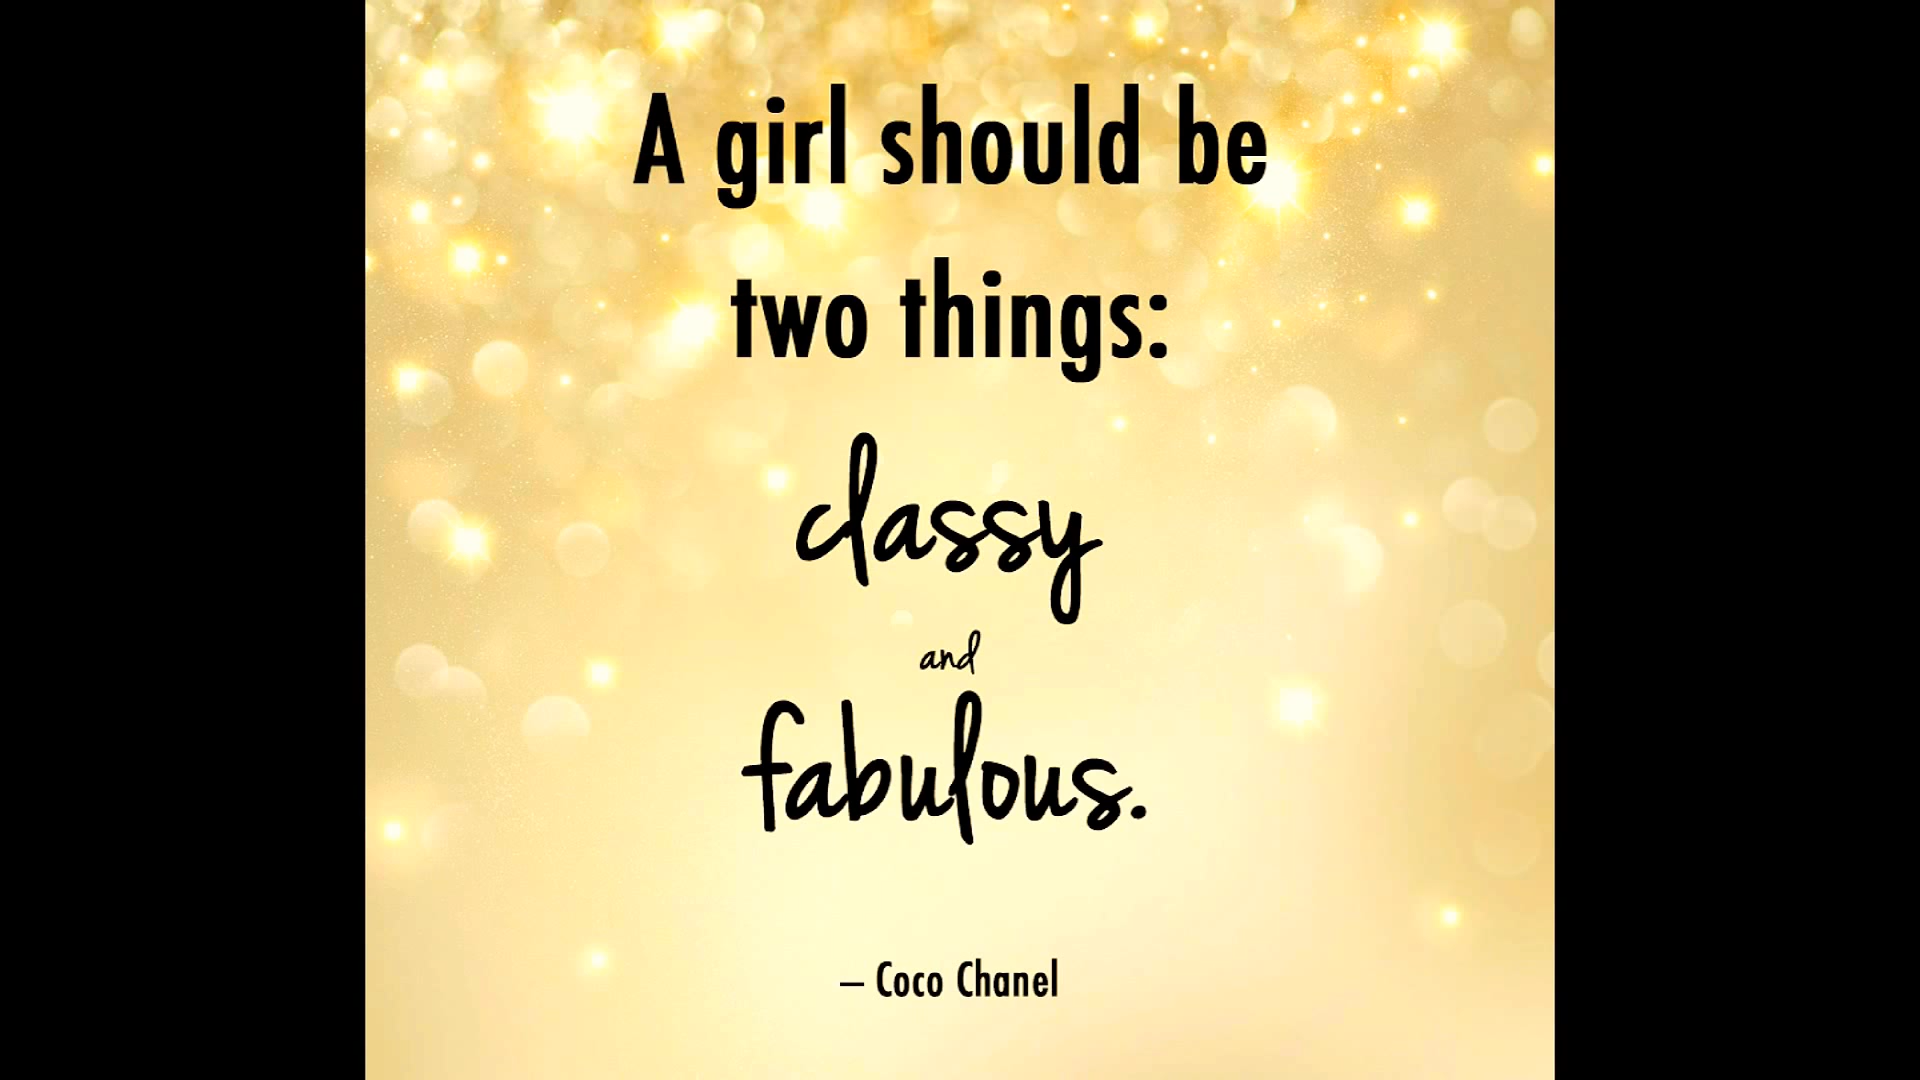 A girl should be
two things:
classy
and
fabulous.
– Coco Chanel